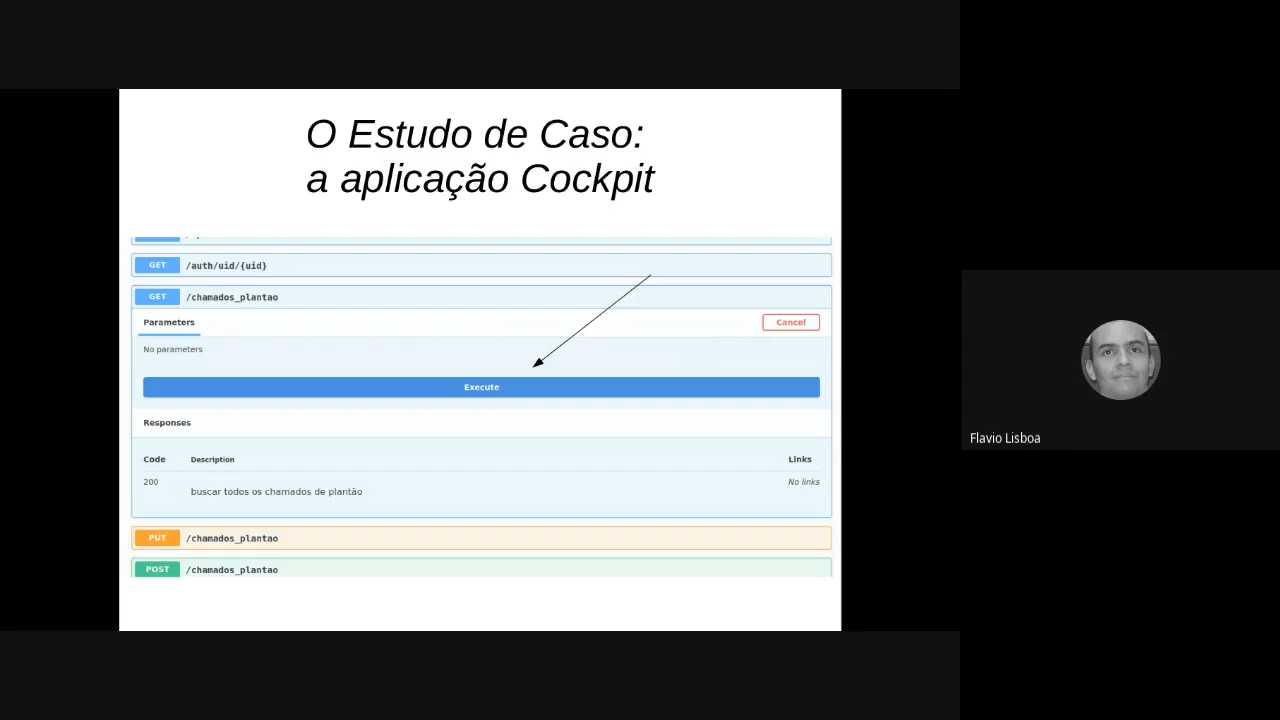 O Estudo de Caso:
a aplicação Cockpit
GET /auth/uid/{uid}
GET /chamados_plantao
Parameters
Cancel
No parameters
Execute
Responses
Code Description Links
200 No links
buscar todos os chamados de plantão
PUT /chamados_plantao
POST /chamados_plantao
Flavio Lisboa